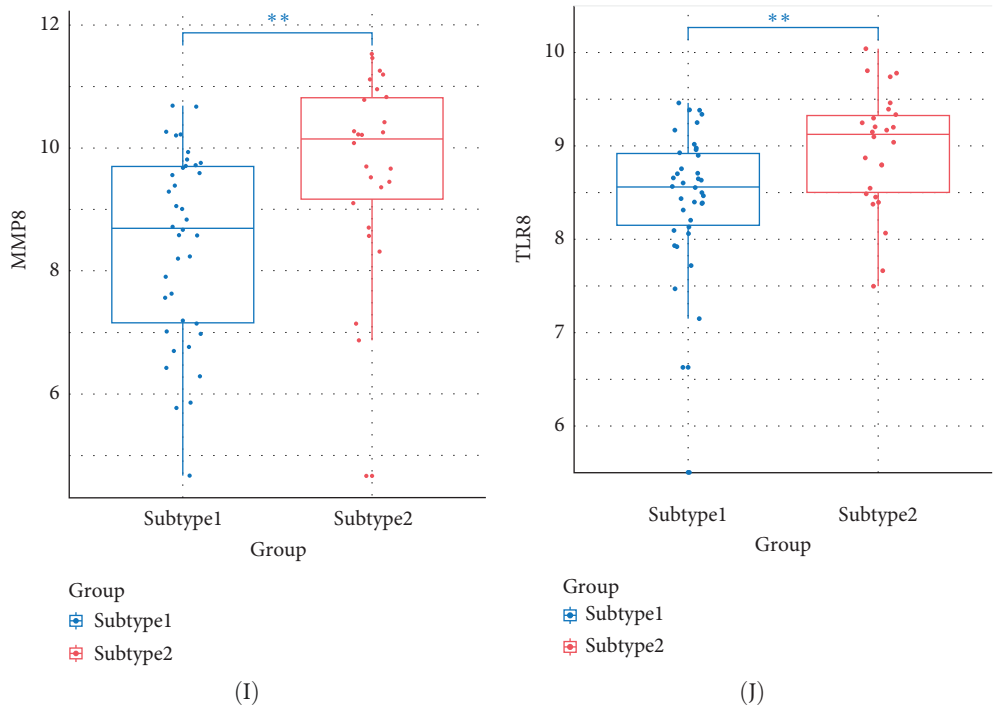 **
12
10
8
6
MMP8
Subtype1 Subtype2
Group
Group
Subtype1
Subtype2
(I)
**
10
9
8
7
6
TLR8
Subtype1 Subtype2
Group
Group
Subtype1
Subtype2
(J)